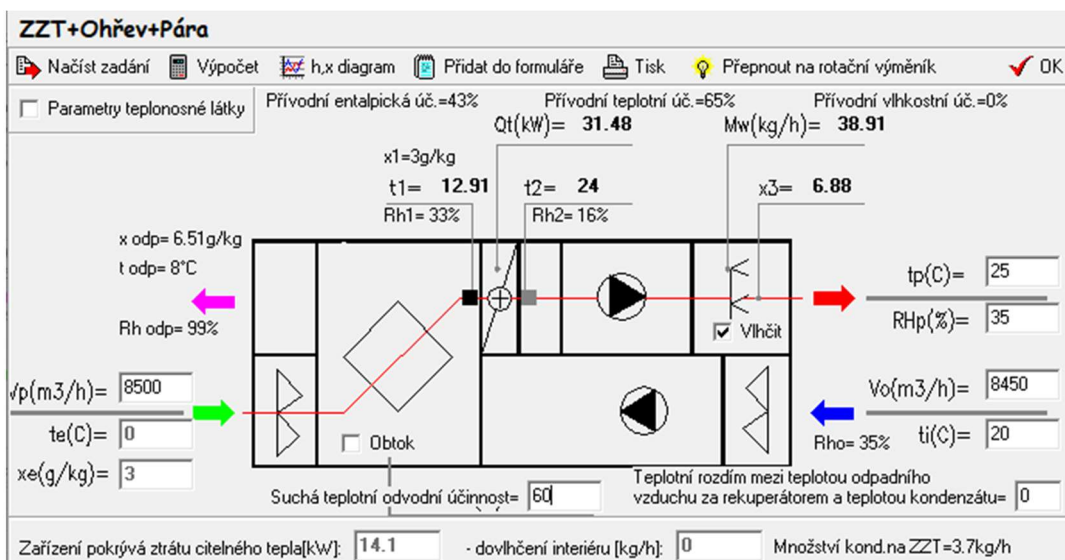 ZZT+Ohřev+Pára
Načíst zadání Výpočet h,x diagram Přidat do formuláře Tisk Přepnout na rotační výměník OK
Parametry teplonosné látky Přívodní entalpická úč.=43% Přívodní teplotní úč.=65% Přívodní vlhkostní úč.=0%
Qt(kW)= 31.48 Mw(kg/h)= 38.91
x1=3g/kg
t1= 12.91 t2= 24 x3= 6.88
Rh1= 33% Rh2= 16%
x odp= 6.51g/kg
t odp= 8°C
tp(C)= 25
Rh odp= 99%
Vlhčit RHp(%)= 35
Vp(m3/h)= 8500 Vo(m3/h)= 8450
te(C)= 0 Rho= 35% ti(C)= 20
Obtok
xe(g/kg)= 3
Suchá teplotní odvodní účinnost= 60 Teplotní rozdím mezi teplotou odpadního
vzduchu za rekuperátorem a teplotou kondenzátu= 0
Zařízení pokrývá ztrátu citelného tepla[kW]: 14.1 - dovlhčení interiéru [kg/h]: 0 Množství kond.na ZZT=3.7kg/h